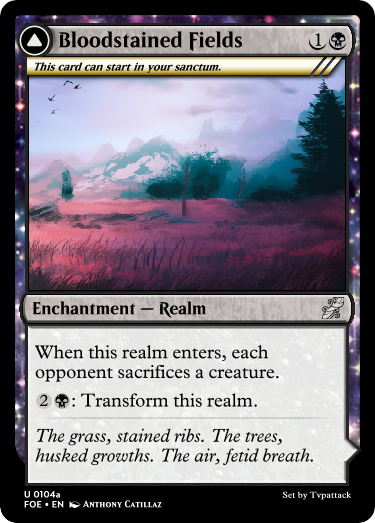 Bloodstained Fields 1
This card can start in your sanctum.
Enchantment — Realm
When this realm enters, each
opponent sacrifices a creature.
2 : Transform this realm.
The grass, stained ribs. The trees,
husked growths. The air, fetid breath.
U 0104a
Set by Tvpattack
FOE • EN Anthony Catillaz